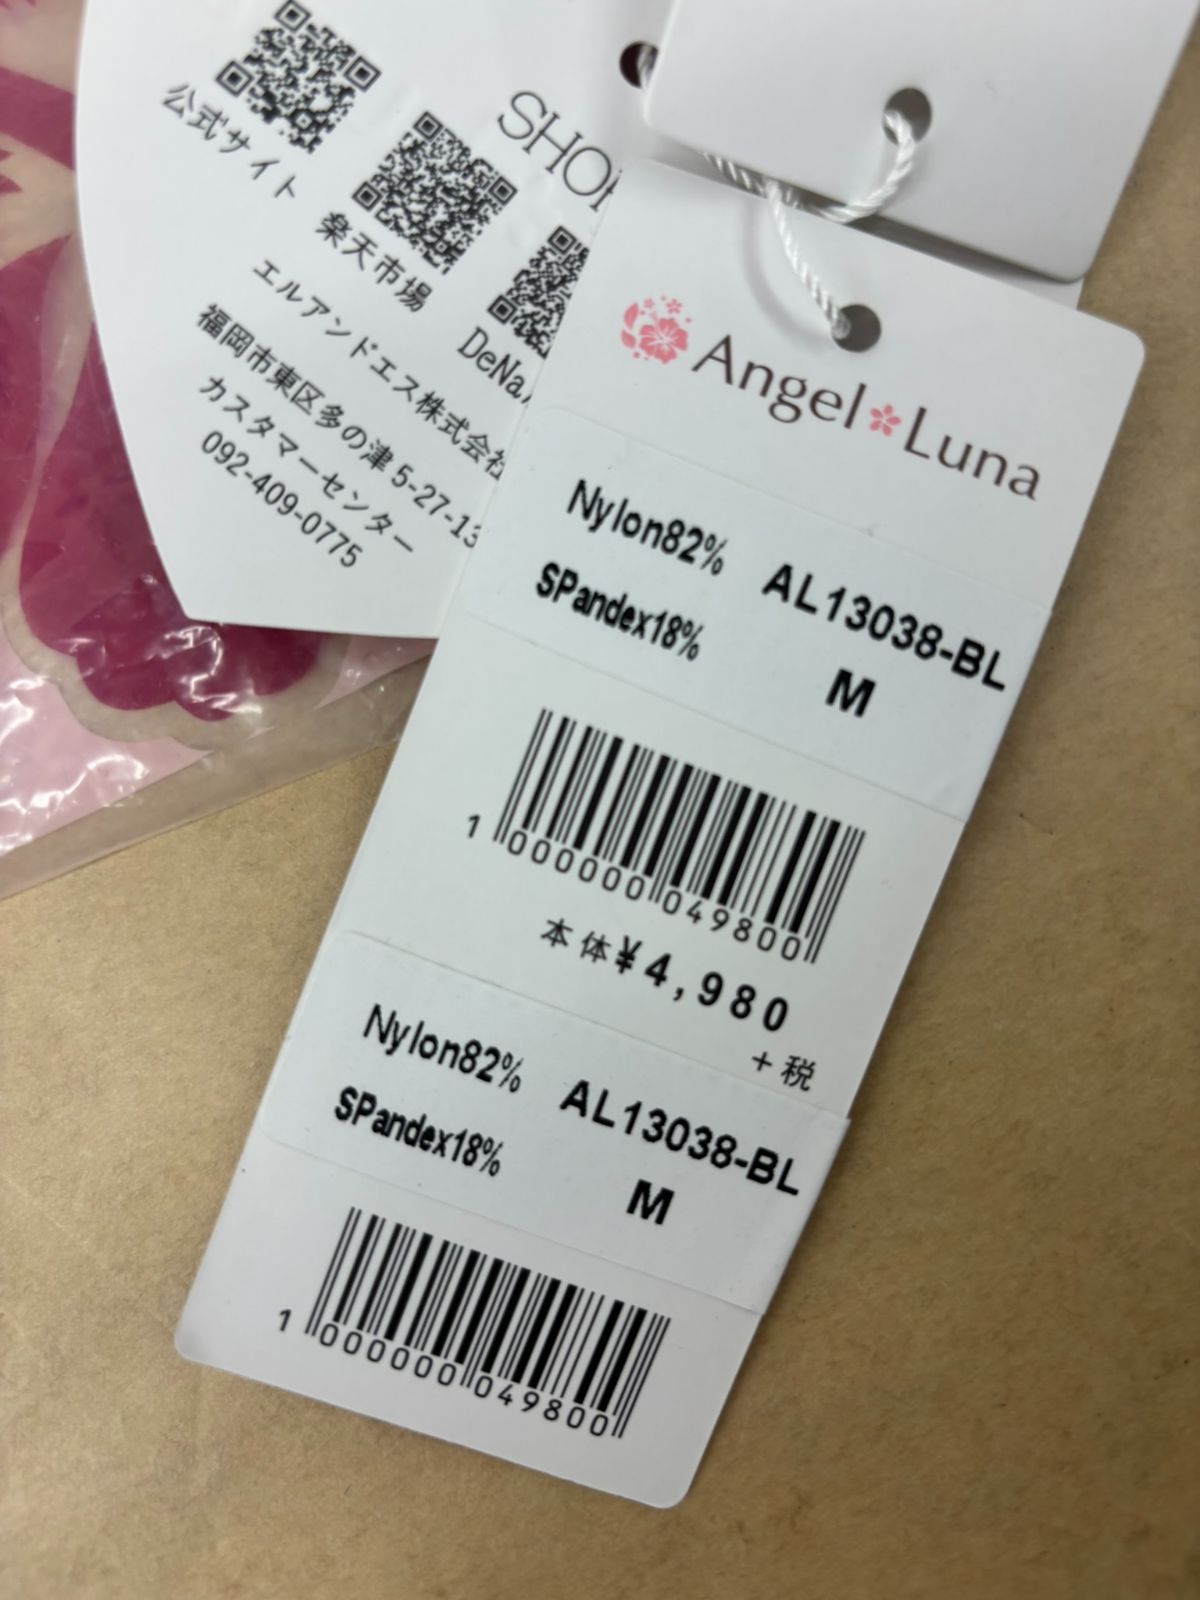 SHOP
公式サイト
楽天市場
DeNA
エルアンドエス株式会社
福岡市東区多の津5-27-13
カスタマーセンター
092-409-0775
Angel Luna
Nylon82%
SPandex18%
AL13038-BL
M
1 000000 049800
本体¥4,980
+税
Nylon82%
SPandex18%
AL13038-BL
M
1 000000 049800